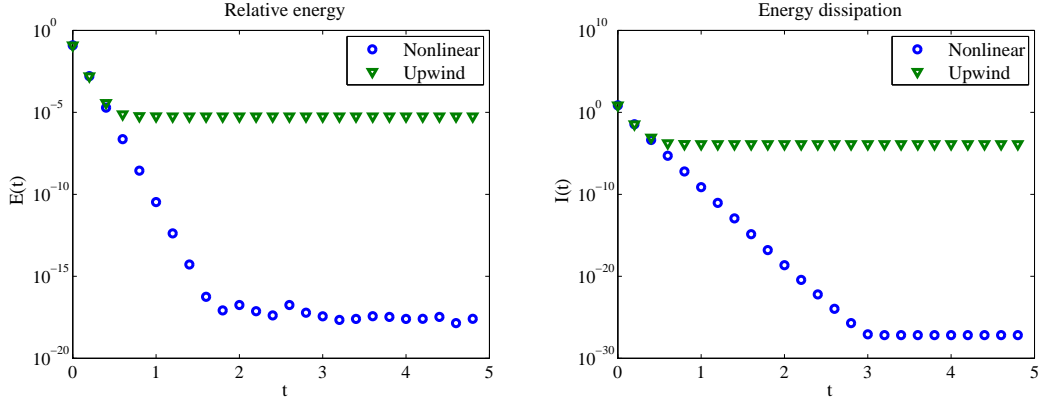 Relative energy
10^0
10^-5
10^-10
10^-15
10^-20
E(t)
0 1 2 3 4 5
t
Nonlinear
Upwind
Energy dissipation
10^10
10^0
10^-10
10^-20
10^-30
I(t)
0 1 2 3 4 5
t
Nonlinear
Upwind